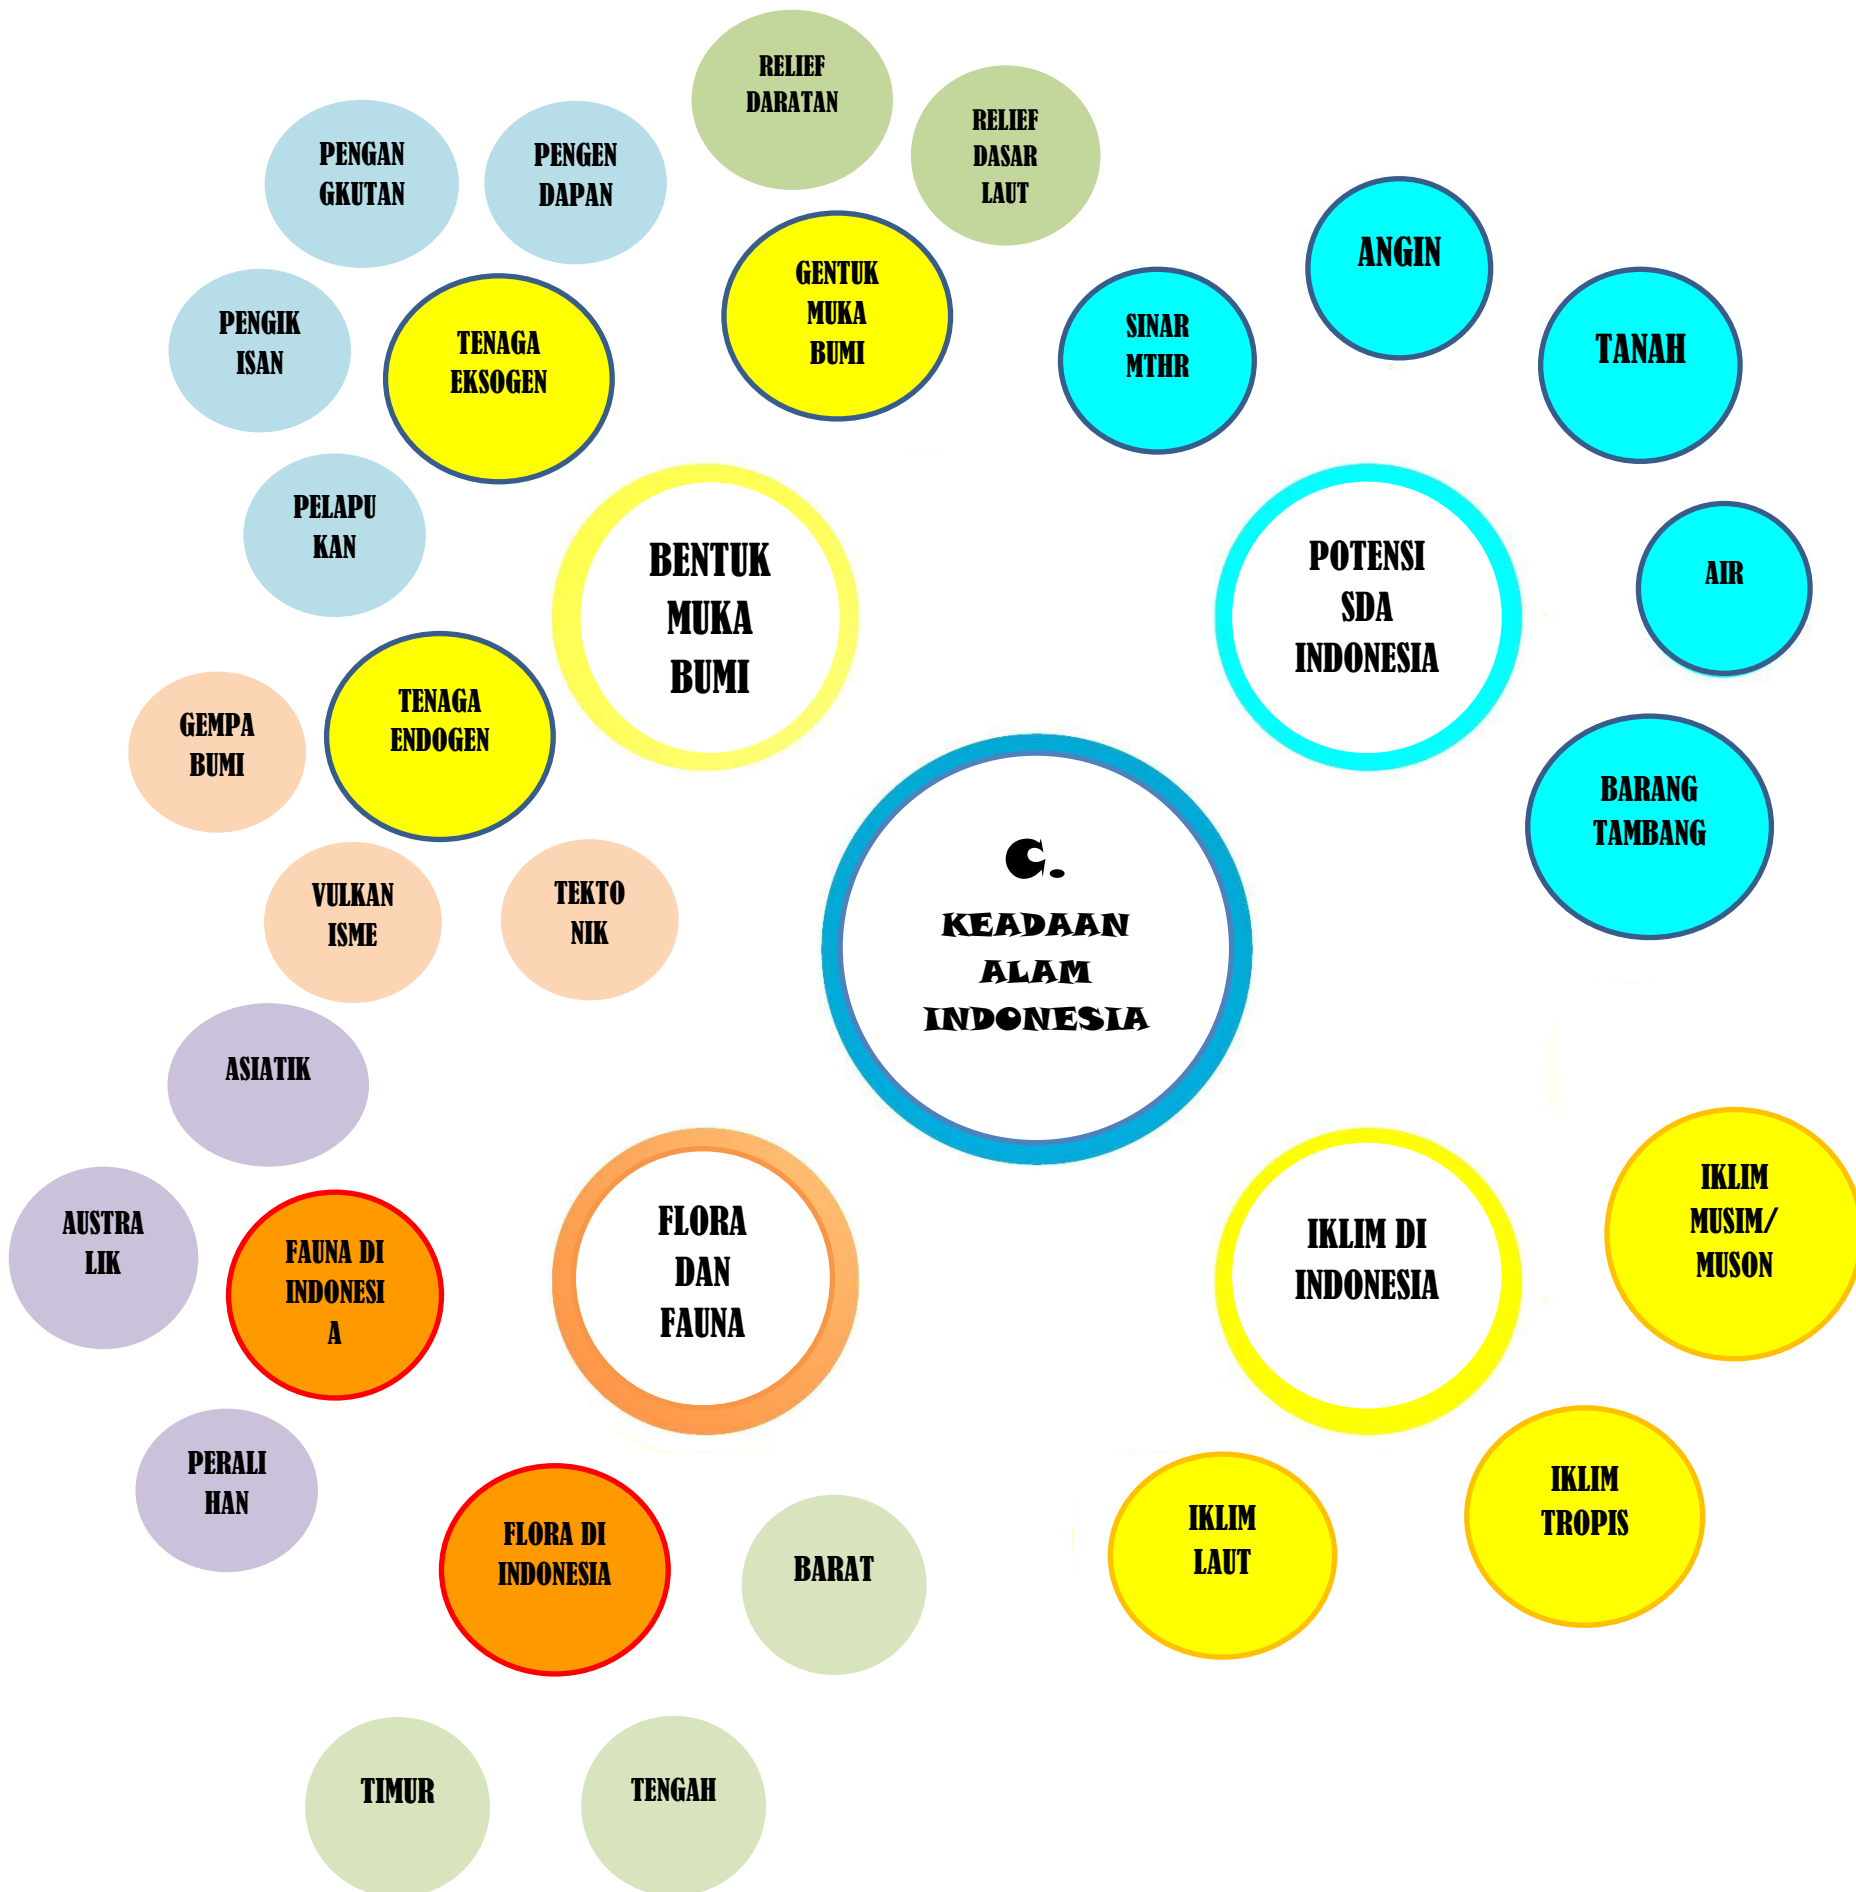 RELIEF
DARATAN
RELIEF
DASAR
LAUT
PENGAN
GKUTAN
PENGEN
DAPAN
GENTUK
MUKA
BUMI
ANGIN
SINAR
MTHR
TANAH
PENGIK
ISAN
TENAGA
EKSOGEN
PELAPU
KAN
BENTUK
MUKA
BUMI
POTENSI
SDA
INDONESIA
AIR
TENAGA
ENDOGEN
GEMPA
BUMI
BARANG
TAMBANG
VULKAN
ISME
TEKTO
NIK
C.
KEADAAN
ALAM
INDONESIA
ASIATIK
AUSTRA
LIK
FAUNA DI
INDONESI
A
FLORA
DAN
FAUNA
IKLIM DI
INDONESIA
IKLIM
MUSIM/
MUSON
PERALI
HAN
FLORA DI
INDONESIA
BARAT
IKLIM
LAUT
IKLIM
TROPIS
TIMUR
TENGAH